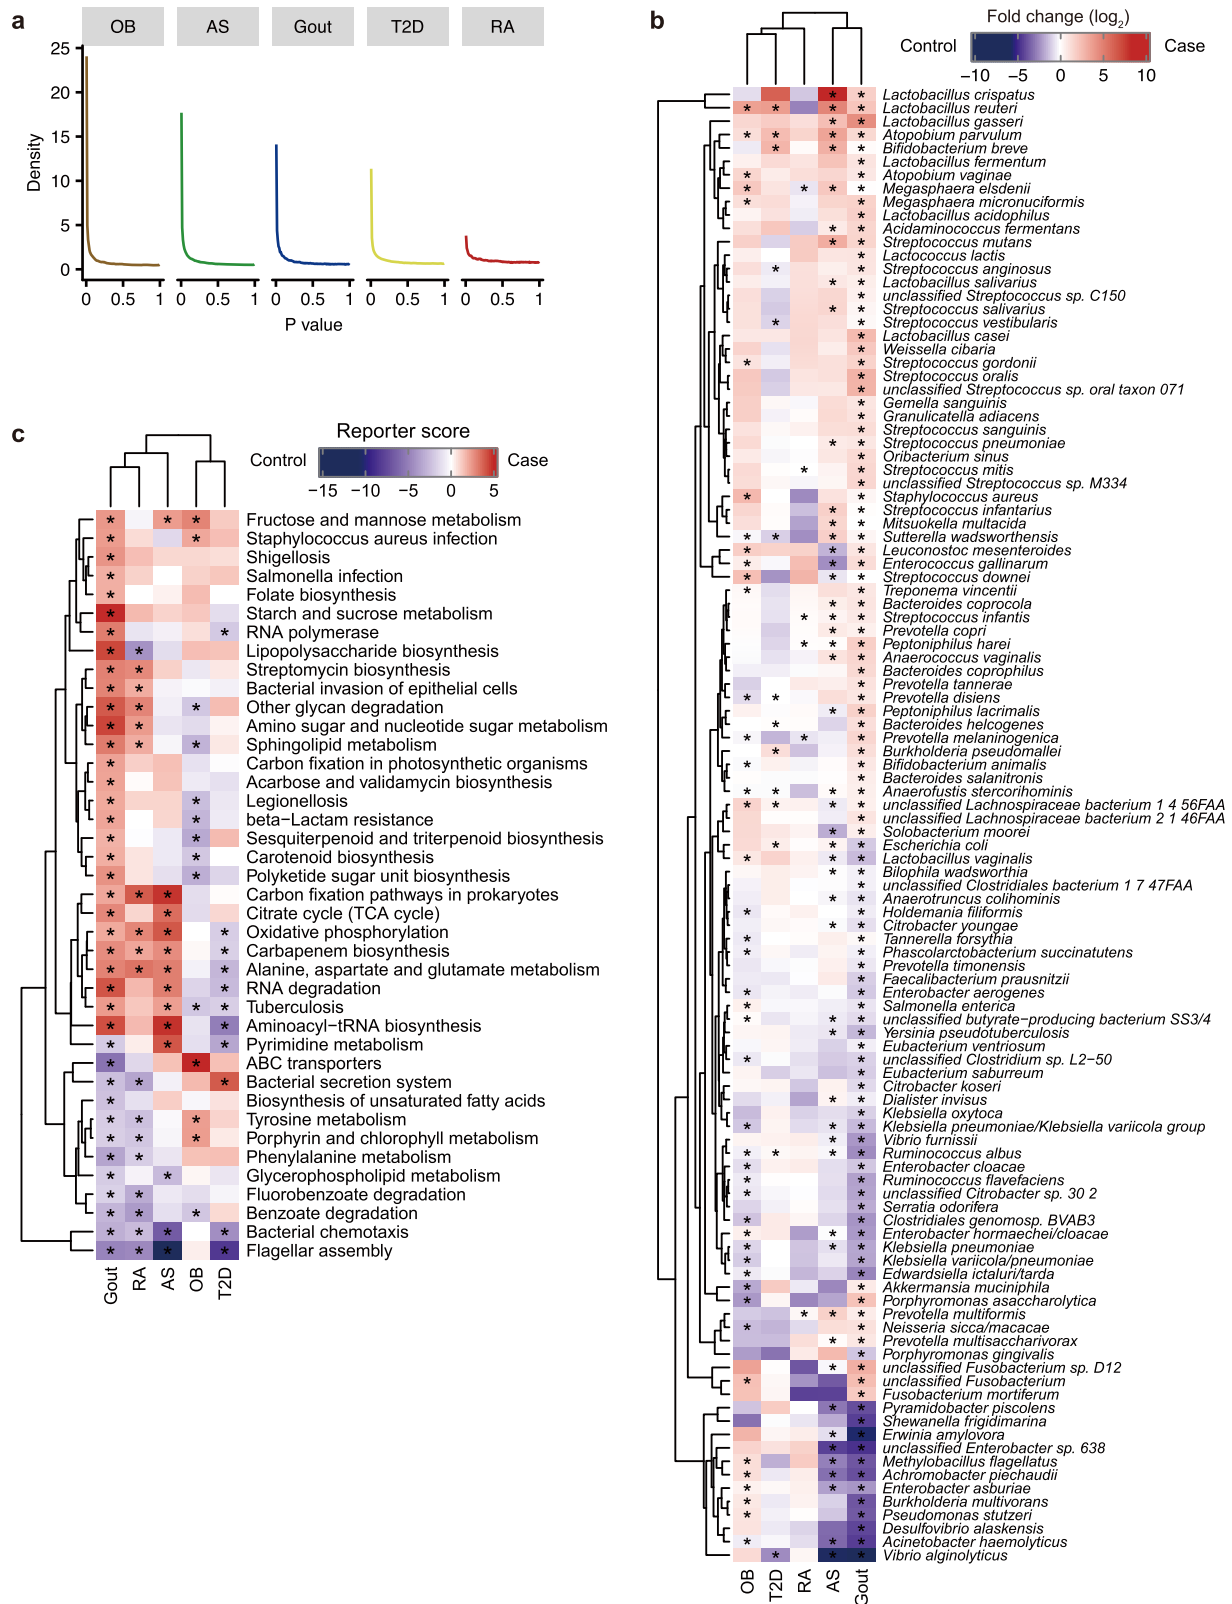 a
OB
AS
Gout
T2D
RA
25
20
15
10
5
0
Density
0 0.5 1
0 0.5 1
0 0.5 1
0 0.5 1
0 0.5 1
P value
b
Fold change (log2)
Control
Case
−10 −5 0 5 10
Lactobacillus crispatus
Lactobacillus reuteri
Lactobacillus gasseri
Atopobium parvulum
Bifidobacterium breve
Lactobacillus fermentum
Atopobium vaginae
Megasphaera elsdenii
Megasphaera micronuciformis
Lactobacillus acidophilus
Acidaminococcus fermentans
Streptococcus mutans
Lactococcus lactis
Streptococcus anginosus
Lactobacillus salivarius
unclassified Streptococcus sp. C150
Streptococcus salivarius
Streptococcus vestibularis
Lactobacillus casei
Weissella cibaria
Streptococcus gordonii
Streptococcus oralis
unclassified Streptococcus sp. oral taxon 071
Gemella sanguinis
Granulicatella adiacens
Streptococcus sanguinis
Streptococcus pneumoniae
Oribacterium sinus
Streptococcus mitis
unclassified Streptococcus sp. M334
Staphylococcus aureus
Streptococcus infantarius
Mitsuokella multacida
Sutterella wadsworthensis
Leuconostoc mesenteroides
Enterococcus gallinarum
Streptococcus downei
Treponema vincentii
Bacteroides coprocola
Streptococcus infantis
Prevotella copri
Peptoniphilus harei
Anaerococcus vaginalis
Bacteroides coprophilus
Prevotella tannerae
Prevotella disiens
Peptoniphilus lacrimalis
Bacteroides helcogenes
Prevotella melaninogenica
Burkholderia pseudomallei
Bifidobacterium animalis
Bacteroides salanitronis
Anaerofustis stercorihominis
unclassified Lachnospiraceae bacterium 1 4 56FAA
unclassified Lachnospiraceae bacterium 2 1 46FAA
Solobacterium moorei
Escherichia coli
Lactobacillus vaginalis
Bilophila wadsworthia
unclassified Clostridiales bacterium 1 7 47FAA
Anaerotruncus colihominis
Holdemania filiformis
Citrobacter youngae
Tannerella forsythia
Phascolarctobacterium succinatutens
Prevotella timonensis
Faecalibacterium prausnitzii
Enterobacter aerogenes
Salmonella enterica
unclassified butyrate−producing bacterium SS3/4
Yersinia pseudotuberculosis
Eubacterium ventriosum
unclassified Clostridium sp. L2−50
Eubacterium saburreum
Citrobacter koseri
Dialister invisus
Klebsiella oxytoca
Klebsiella pneumoniae/Klebsiella variicola group
Vibrio furnissii
Ruminococcus albus
Enterobacter cloacae
Ruminococcus flavefaciens
unclassified Citrobacter sp. 30 2
Serratia odorifera
Clostridiales genomosp. BVAB3
Enterobacter hormaechei/cloacae
Klebsiella pneumoniae
Klebsiella variicola/pneumoniae
Edwardsiella ictaluri/tarda
Akkermansia muciniphila
Porphyromonas asaccharolytica
Prevotella multiformis
Neisseria sicca/macacae
Prevotella multisaccharivorax
Porphyromonas gingivalis
unclassified Fusobacterium sp. D12
unclassified Fusobacterium
Fusobacterium mortiferum
Pyramidobacter piscolens
Shewanella frigidimarina
Erwinia amylovora
unclassified Enterobacter sp. 638
Methylobacillus flagellatus
Achromobacter piechaudii
Enterobacter asburiae
Burkholderia multivorans
Pseudomonas stutzeri
Desulfovibrio alaskensis
Acinetobacter haemolyticus
Vibrio alginolyticus
OB
T2D
RA
AS
Gout
c
Reporter score
Control
Case
−15 −10 −5 0 5
Fructose and mannose metabolism
Staphylococcus aureus infection
Shigellosis
Salmonella infection
Folate biosynthesis
Starch and sucrose metabolism
RNA polymerase
Lipopolysaccharide biosynthesis
Streptomycin biosynthesis
Bacterial invasion of epithelial cells
Other glycan degradation
Amino sugar and nucleotide sugar metabolism
Sphingolipid metabolism
Carbon fixation in photosynthetic organisms
Acarbose and validamycin biosynthesis
Legionellosis
beta−Lactam resistance
Sesquiterpenoid and triterpenoid biosynthesis
Carotenoid biosynthesis
Polyketide sugar unit biosynthesis
Carbon fixation pathways in prokaryotes
Citrate cycle (TCA cycle)
Oxidative phosphorylation
Carbapenem biosynthesis
Alanine, aspartate and glutamate metabolism
RNA degradation
Tuberculosis
Aminoacyl−tRNA biosynthesis
Pyrimidine metabolism
ABC transporters
Bacterial secretion system
Biosynthesis of unsaturated fatty acids
Tyrosine metabolism
Porphyrin and chlorophyll metabolism
Phenylalanine metabolism
Glycerophospholipid metabolism
Fluorobenzoate degradation
Benzoate degradation
Bacterial chemotaxis
Flagellar assembly
Gout
RA
AS
OB
T2D